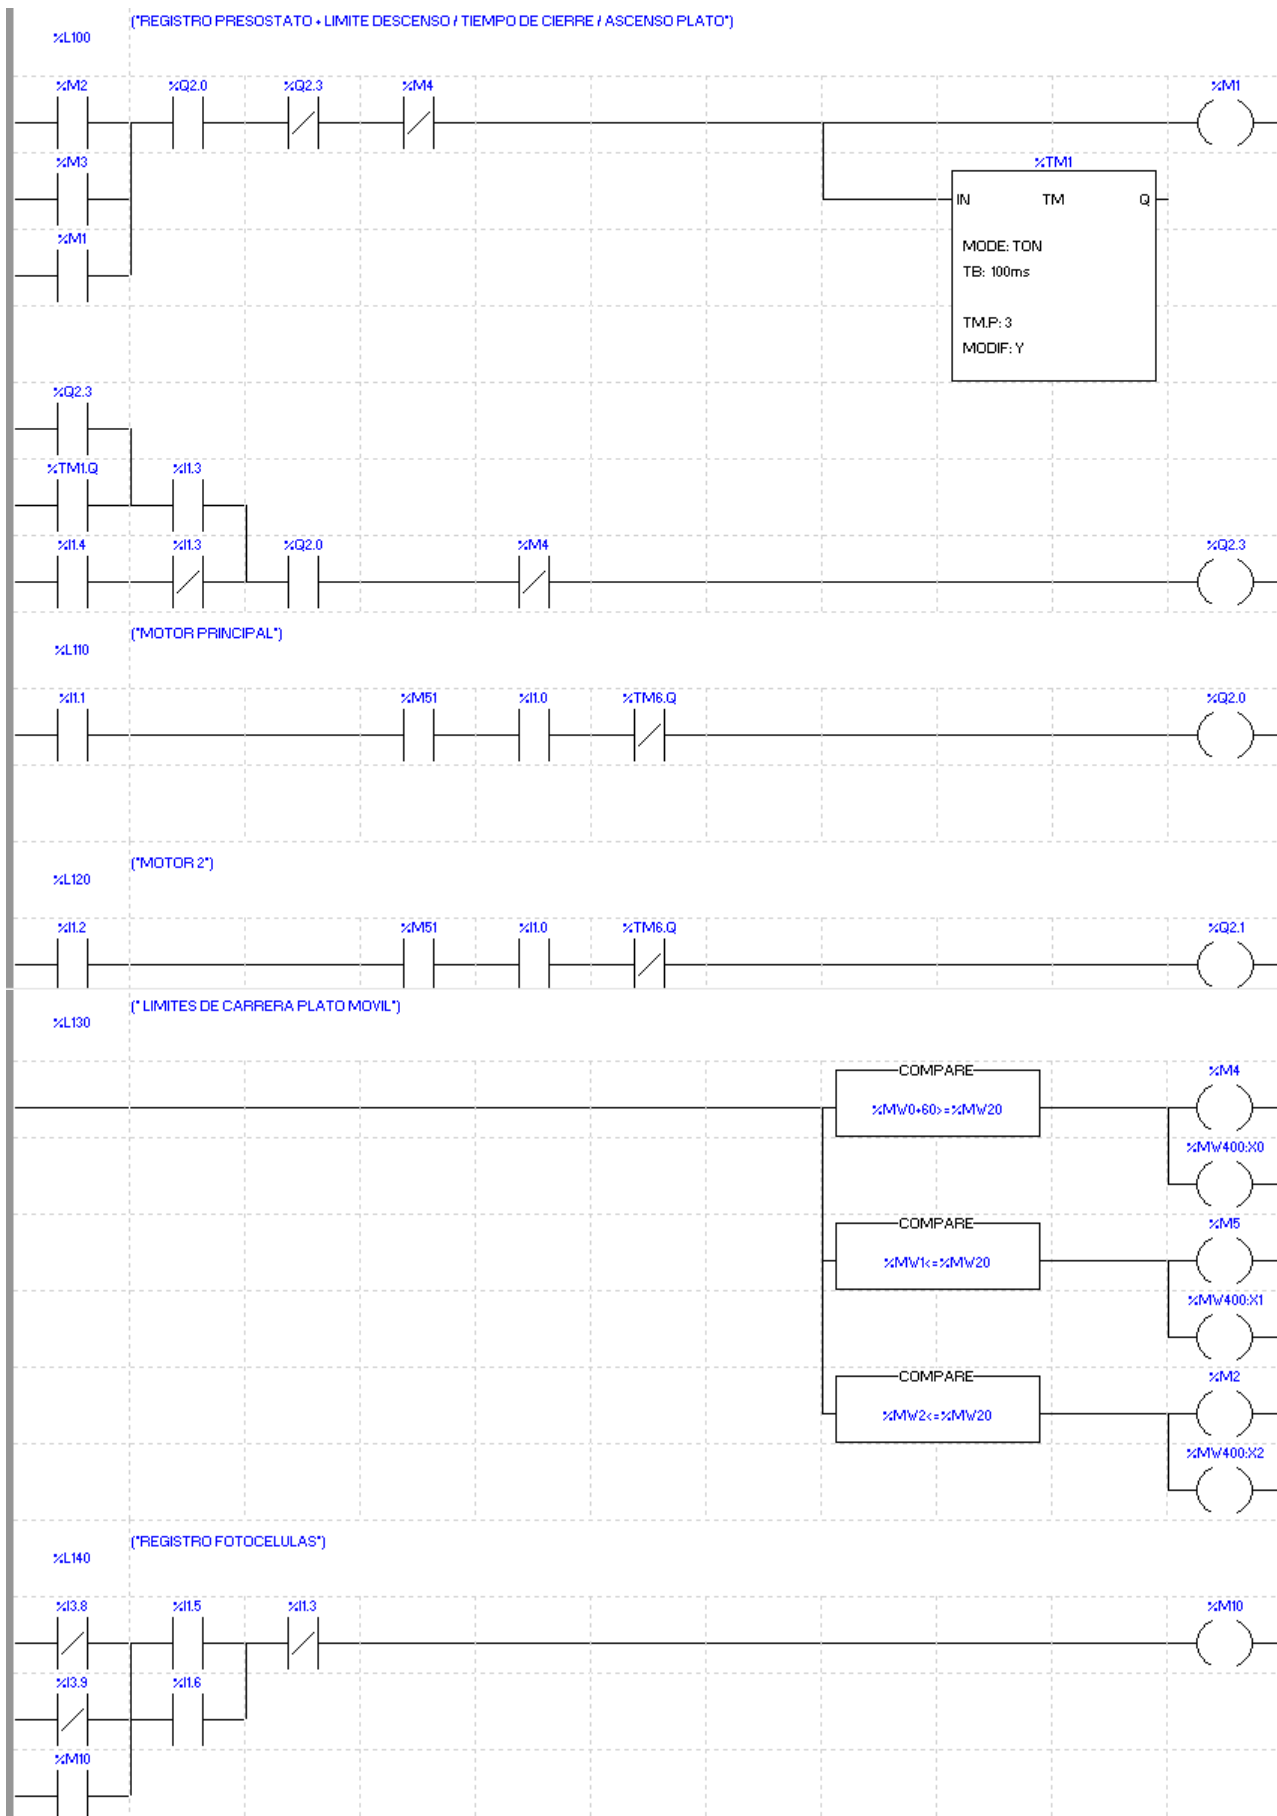 ("REGISTRO PRESOSTATO + LIMITE DESCENSO / TIEMPO DE CIERRE / ASCENSO PLATO")
%L100
%M2 %Q2.0 %Q2.3 %M4 %M1
%M3 %TM1
IN TM Q
%M1
MODE: TON
TB: 100ms
TM.P: 3
MODIF: Y
%Q2.3
%TM1.Q %I1.3
%I1.4 %I1.3 %Q2.0 %M4 %Q2.3
("MOTOR PRINCIPAL")
%L110
%I1.1 %M51 %I1.0 %TM6.Q %Q2.0
("MOTOR 2")
%L120
%I1.2 %M51 %I1.0 %TM6.Q %Q2.1
(" LIMITES DE CARRERA PLATO MOVIL")
%L130
COMPARE %M4
%MW0+60>=%MW20
%MW400:X0
COMPARE %M5
%MW1<=%MW20
%MW400:X1
COMPARE %M2
%MW2<=%MW20
%MW400:X2
("REGISTRO FOTOCELULAS")
%L140
%I3.8 %I1.5 %I1.3 %M10
%I3.9 %I1.6
%M10